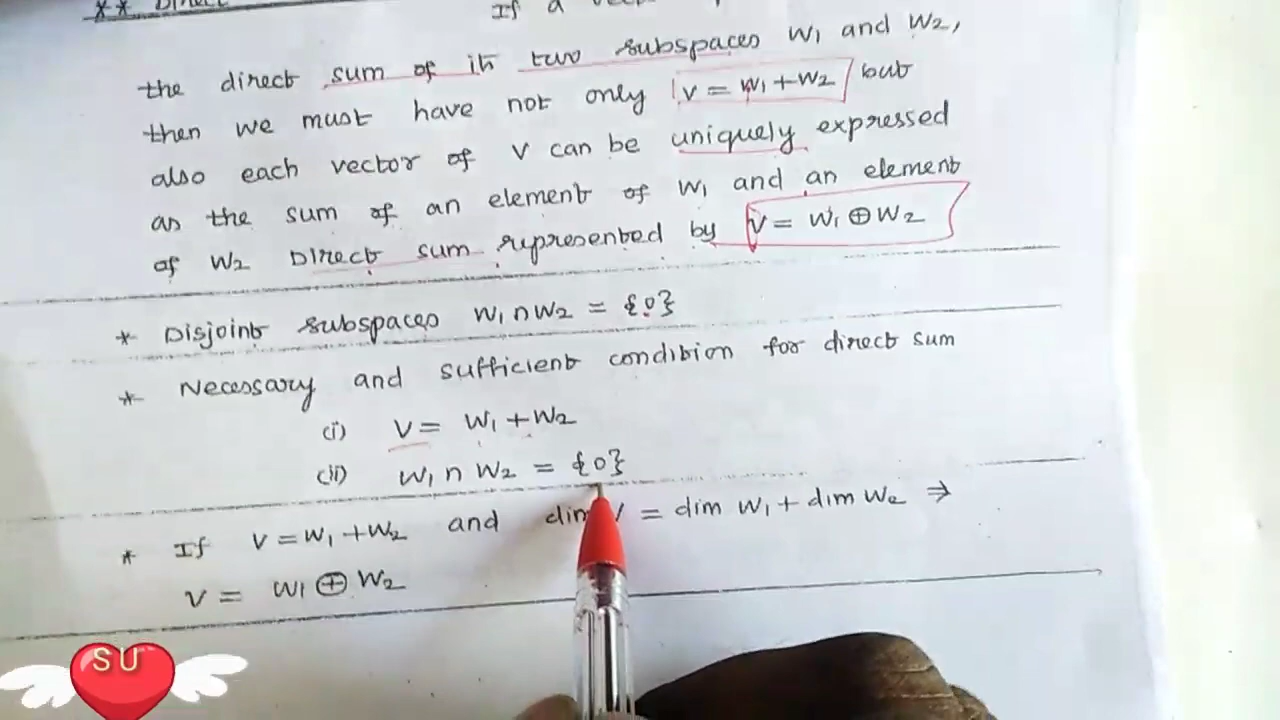 ** Direct If a vec
the direct sum of its two subspaces W1 and W2,
then we must have not only V = W1 + W2 but
also each vector of V can be uniquely expressed
as the sum of an element of W1 and an element
of W2 Direct sum represented by V = W1 ⊕ W2
* Disjoint subspaces W1 ∩ W2 = {0}
* Necessary and sufficient condition for direct sum
(i) V = W1 + W2
(ii) W1 ∩ W2 = {0}
* If V = W1 + W2 and dim V = dim W1 + dim W2 ⇒
V = W1 ⊕ W2
SU